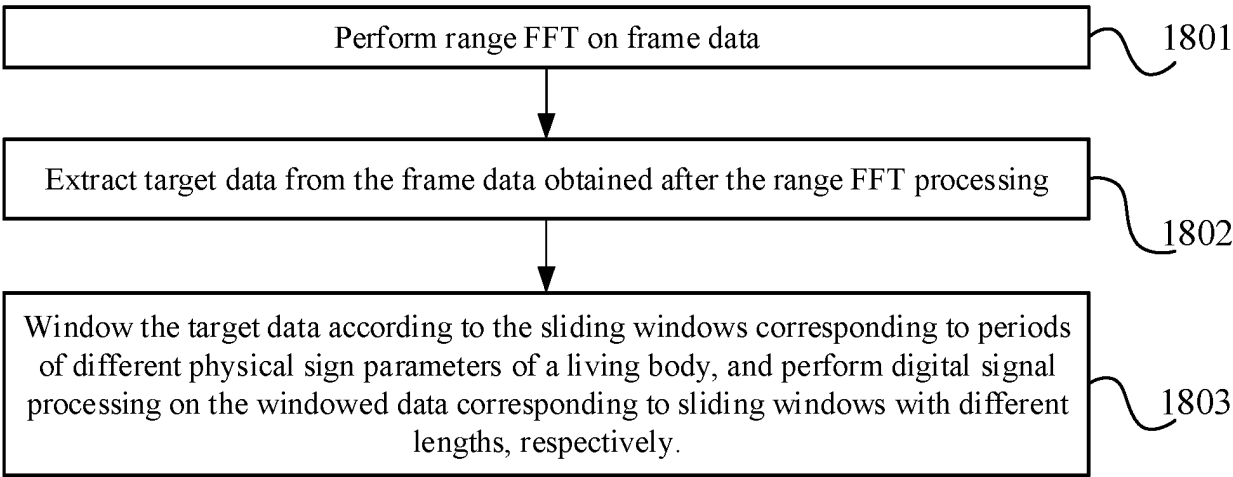 Perform range FFT on frame data
1801
Extract target data from the frame data obtained after the range FFT processing
1802
Window the target data according to the sliding windows corresponding to periods
of different physical sign parameters of a living body, and perform digital signal
processing on the windowed data corresponding to sliding windows with different
lengths, respectively.
1803